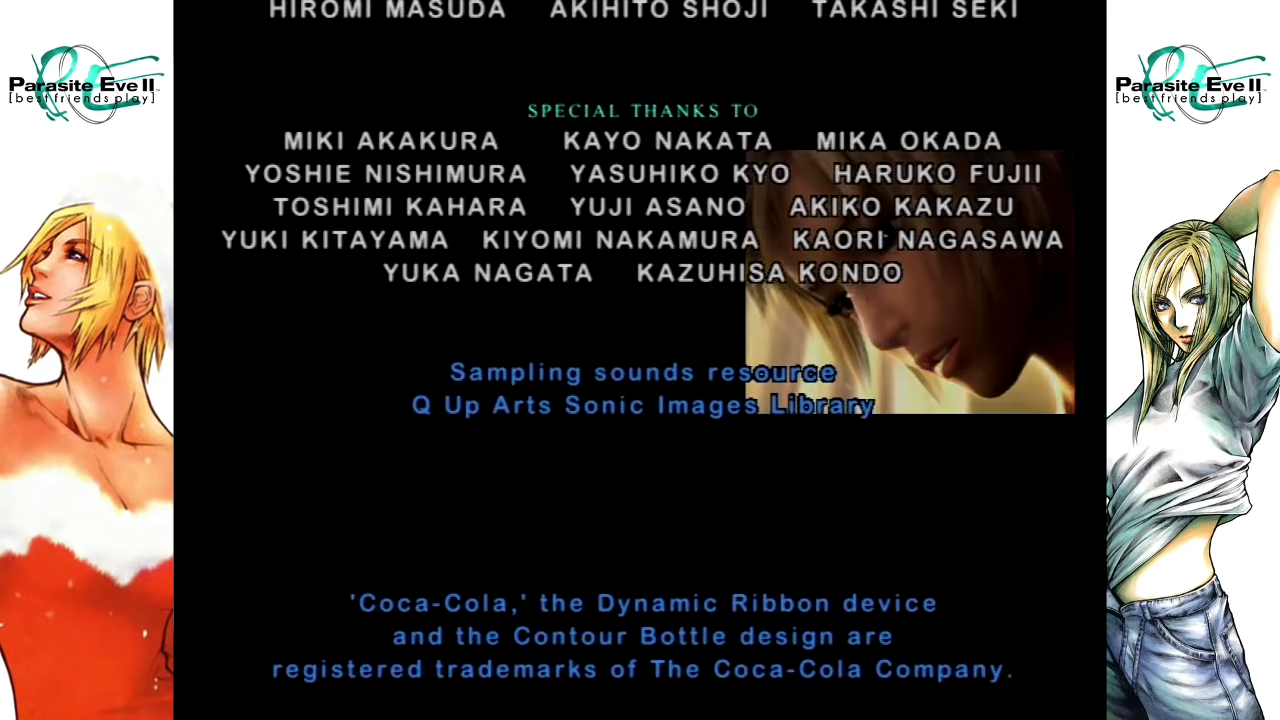 HIROMI MASUDA AKIHITO SHOJI TAKASHI SEKI
Parasite Eve II
[best friends play]
Parasite Eve II
[best friends play]
SPECIAL THANKS TO
MIKI AKAKURA KAYO NAKATA MIKA OKADA
YOSHIE NISHIMURA YASUHIKO KYO HARUKO FUJII
TOSHIMI KAHARA YUJI ASANO AKIKO KAKAZU
YUKI KITAYAMA KIYOMI NAKAMURA KAORI NAGASAWA
YUKA NAGATA KAZUHISA KONDO
Sampling sounds resource
Q Up Arts Sonic Images Library
'Coca-Cola,' the Dynamic Ribbon device
and the Contour Bottle design are
registered trademarks of The Coca-Cola Company.